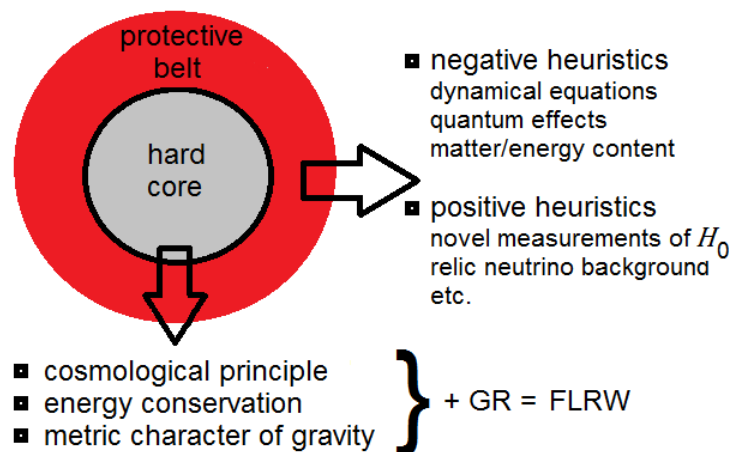 protective
belt
hard
core
negative heuristics
dynamical equations
quantum effects
matter/energy content
positive heuristics
novel measurements of H₀
relic neutrino background
etc.
cosmological principle
energy conservation
metric character of gravity
} + GR = FLRW